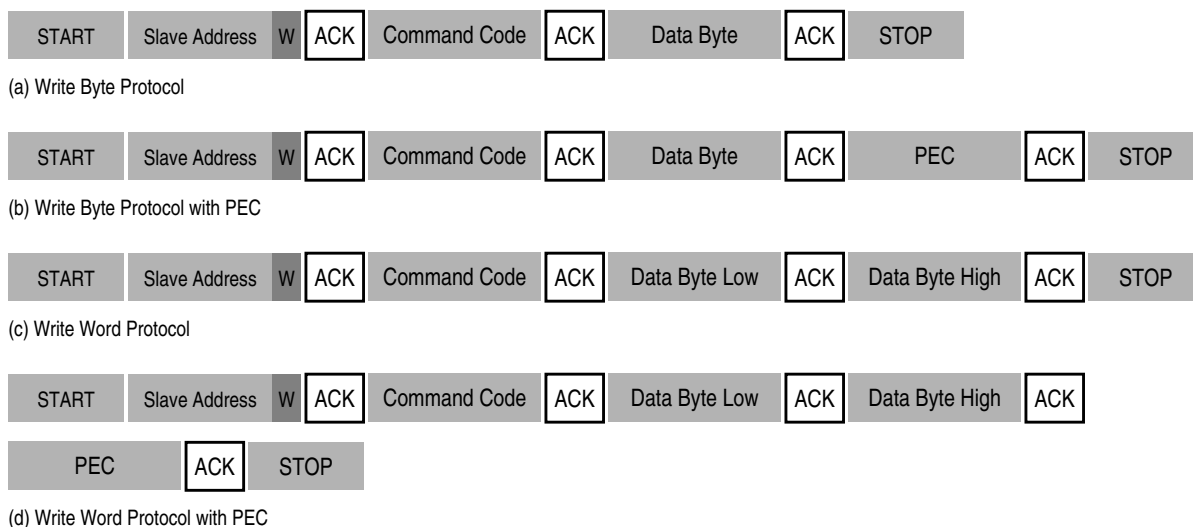 START Slave Address W ACK Command Code ACK Data Byte ACK STOP
(a) Write Byte Protocol
START Slave Address W ACK Command Code ACK Data Byte ACK PEC ACK STOP
(b) Write Byte Protocol with PEC
START Slave Address W ACK Command Code ACK Data Byte Low ACK Data Byte High ACK STOP
(c) Write Word Protocol
START Slave Address W ACK Command Code ACK Data Byte Low ACK Data Byte High ACK
PEC ACK STOP
(d) Write Word Protocol with PEC